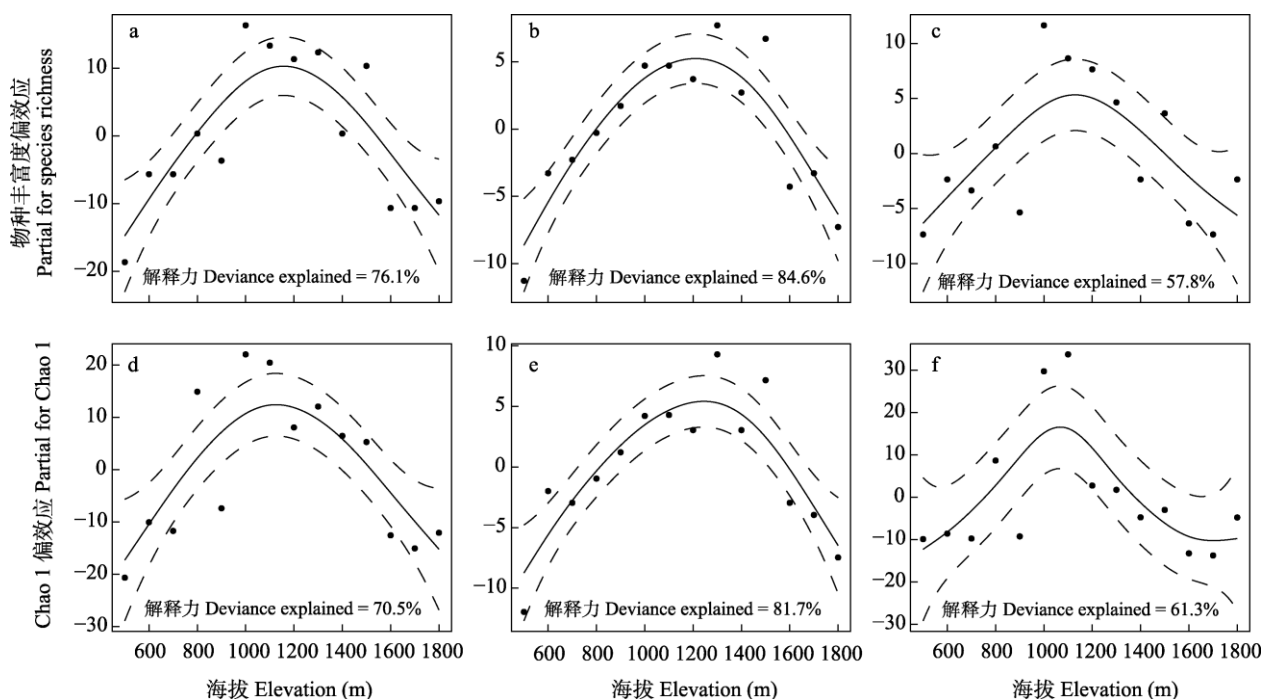 物种丰富度偏效应
Partial for species richness
a
10
0
−10
−20
解释力 Deviance explained = 76.1%
b
5
0
−5
−10
解释力 Deviance explained = 84.6%
c
10
5
0
−5
−10
解释力 Deviance explained = 57.8%
Chao 1 偏效应 Partial for Chao 1
d
20
10
0
−10
−20
−30
解释力 Deviance explained = 70.5%
600 800 1000 1200 1400 1600 1800
海拔 Elevation (m)
e
10
5
0
−5
−10
解释力 Deviance explained = 81.7%
600 800 1000 1200 1400 1600 1800
海拔 Elevation (m)
f
30
20
10
0
−10
−20
−30
解释力 Deviance explained = 61.3%
600 800 1000 1200 1400 1600 1800
海拔 Elevation (m)